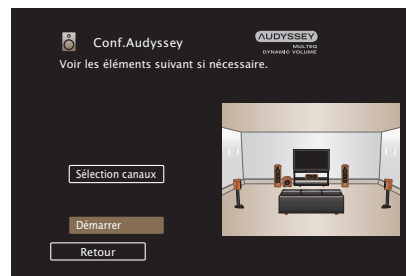 Conf.Audyssey
AUDYSSEY
MULTEQ
DYNAMIC VOLUME
Voir les éléments suivant si nécessaire.
Sélection canaux
Démarrer
Retour